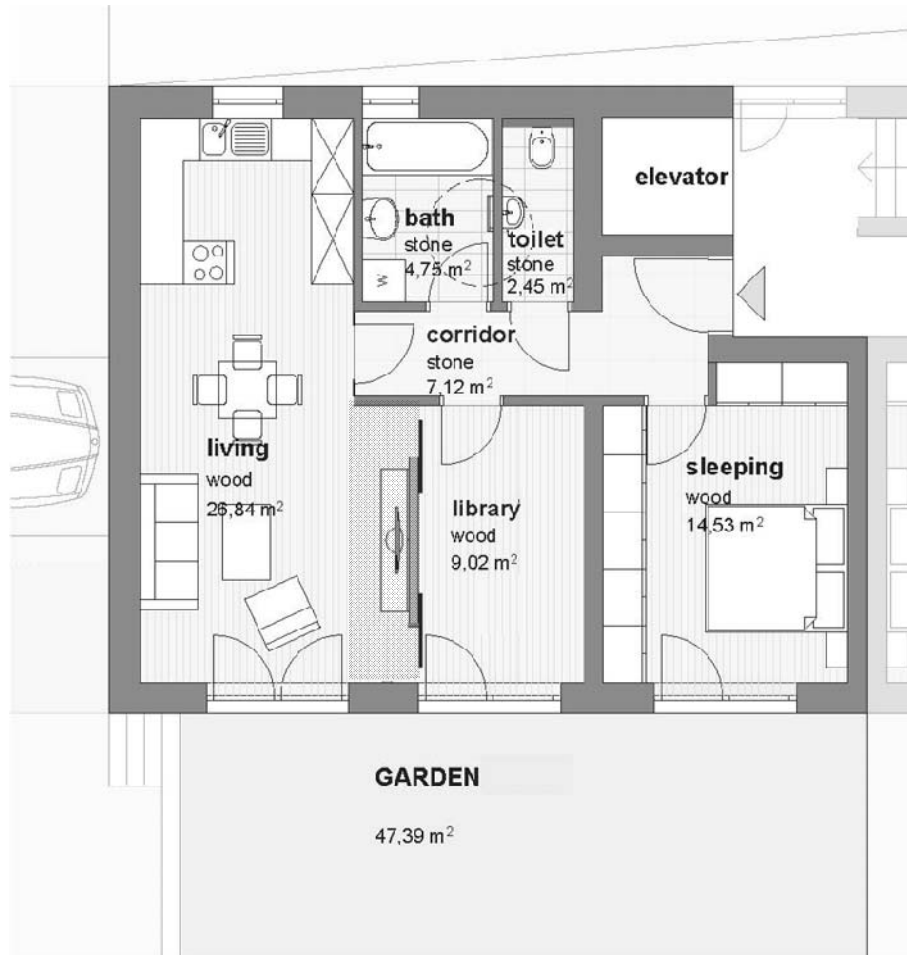 elevator
bath
stone
4,75 m²
toilet
stone
2,45 m²
W
corridor
stone
7,12 m²
living
wood
26,84 m²
library
wood
9,02 m²
sleeping
wood
14,53 m²
GARDEN
47,39 m²